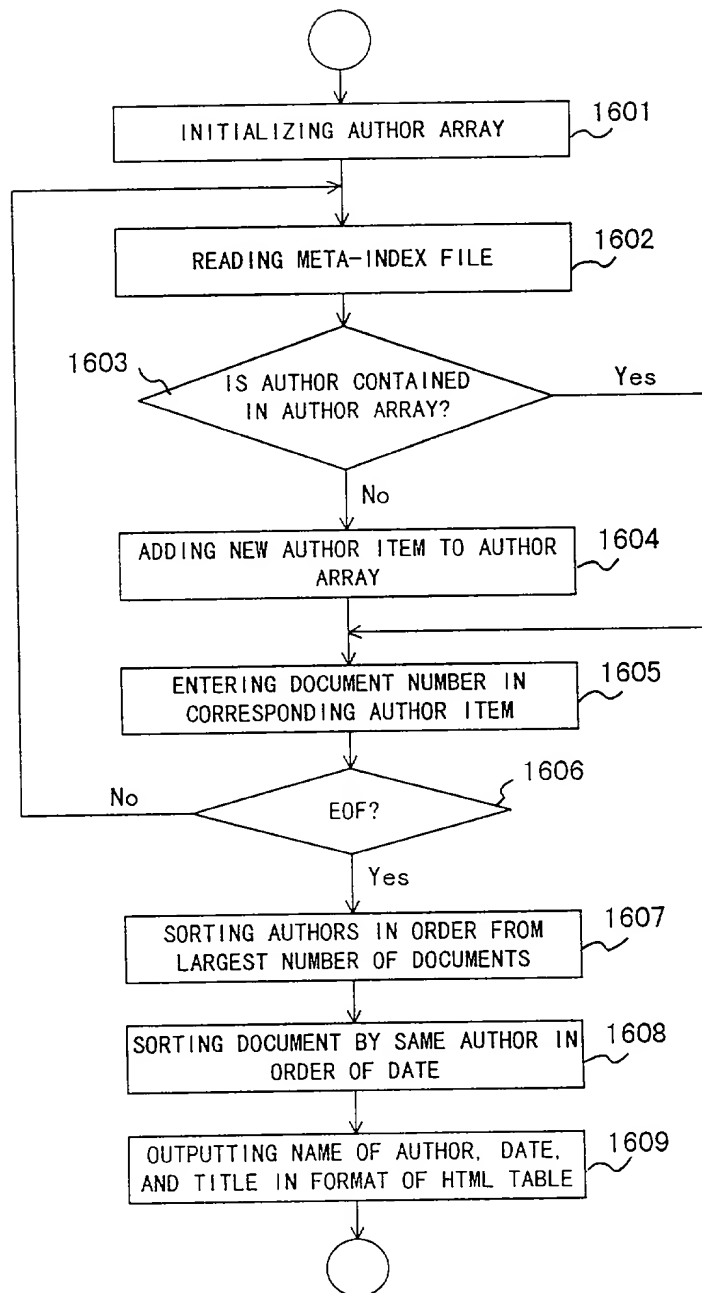 INITIALIZING AUTHOR ARRAY
1601
READING META-INDEX FILE
1602
1603
IS AUTHOR CONTAINED
IN AUTHOR ARRAY?
Yes
No
ADDING NEW AUTHOR ITEM TO AUTHOR
ARRAY
1604
ENTERING DOCUMENT NUMBER IN
CORRESPONDING AUTHOR ITEM
1605
1606
No
EOF?
Yes
SORTING AUTHORS IN ORDER FROM
LARGEST NUMBER OF DOCUMENTS
1607
SORTING DOCUMENT BY SAME AUTHOR IN
ORDER OF DATE
1608
OUTPUTTING NAME OF AUTHOR, DATE,
AND TITLE IN FORMAT OF HTML TABLE
1609